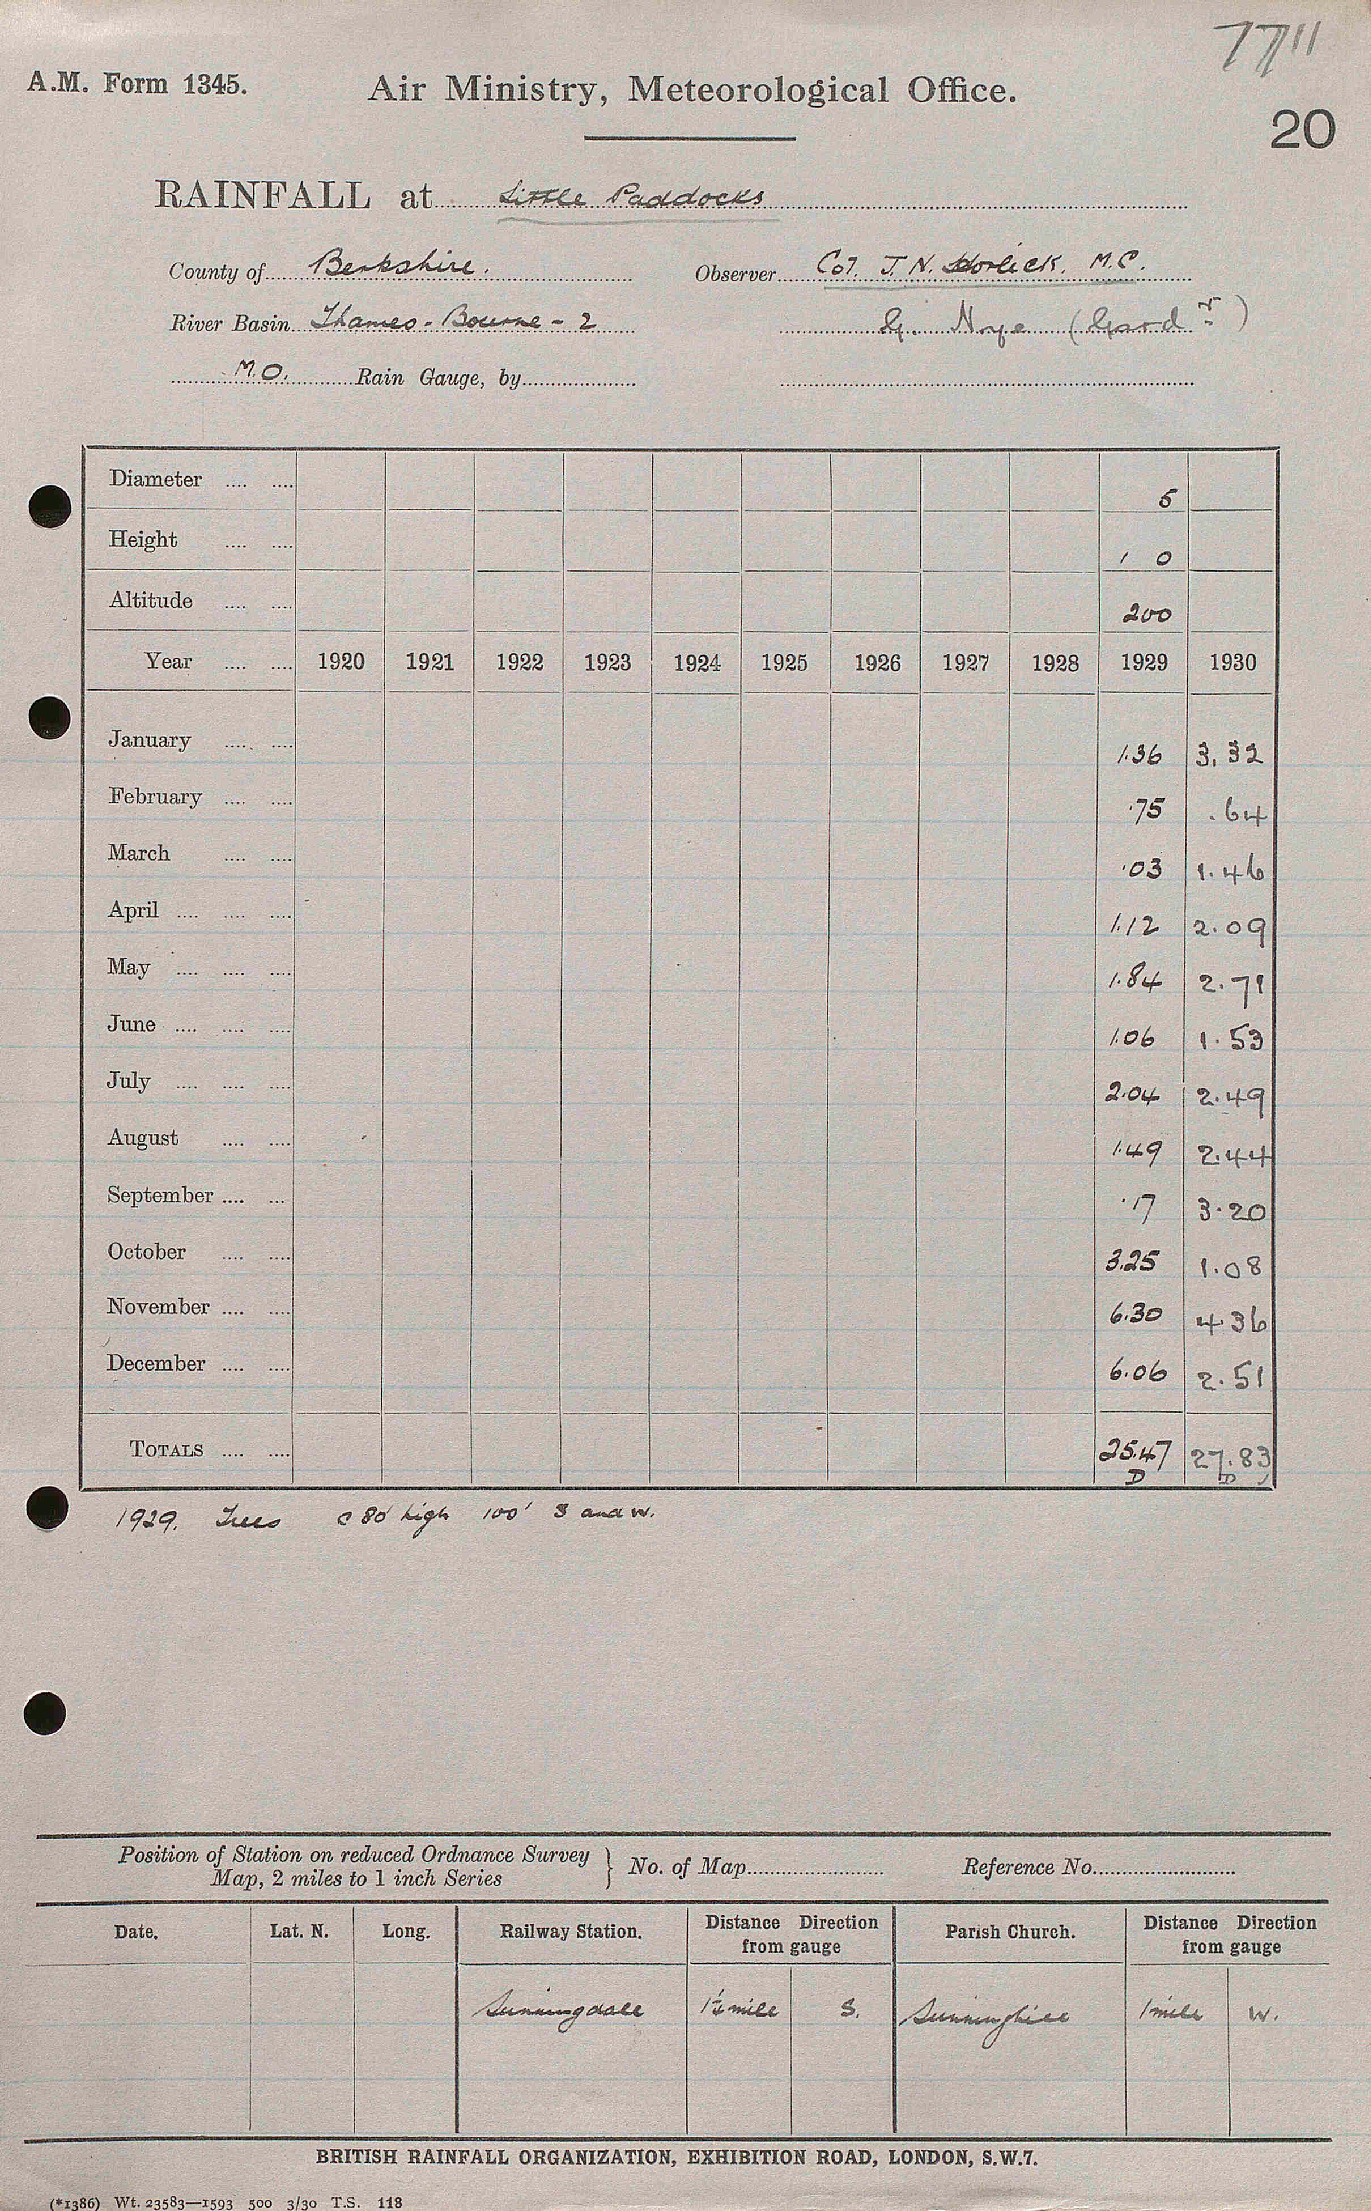 77 11
A.M. Form 1345. Air Ministry, Meteorological Office.
20
RAINFALL at Little Paddocks
County of Berkshire. Observer Col. J. N. Horlick. M.C.
River Basin Thames - Bourne - 2 G. Nye (Gardr)
M.O. Rain Gauge, by
Diameter .... .... 5
Height .... .... 1 0
Altitude .... .... 200
Year .... .... 1920 1921 1922 1923 1924 1925 1926 1927 1928 1929 1930
January .... .... 1.36 3.32
February .... .... .75 .64
March .... .... .03 1.46
April .... .... .... 1.12 2.09
May .... .... .... 1.84 2.71
June .... .... .... 1.06 1.53
July .... .... .... 2.04 2.49
August .... .... 1.49 2.44
September .... .... .17 3.20
October .... .... 3.25 1.08
November .... .... 6.30 4.36
December .... .... 6.06 2.51
TOTALS .... .... 25.47 27.83
D D
1929. Trees c 80' high 100' S and W.
Position of Station on reduced Ordnance Survey
Map, 2 miles to 1 inch Series } No. of Map Reference No.
Date. Lat. N. Long. Railway Station. Distance Direction from gauge Parish Church. Distance Direction from gauge
Sunningdale 1½ mile S. Sunninghill 1 mile W.
BRITISH RAINFALL ORGANIZATION, EXHIBITION ROAD, LONDON, S.W.7.
(*1386) Wt. 23583—1593 500 3/30 T.S. 118